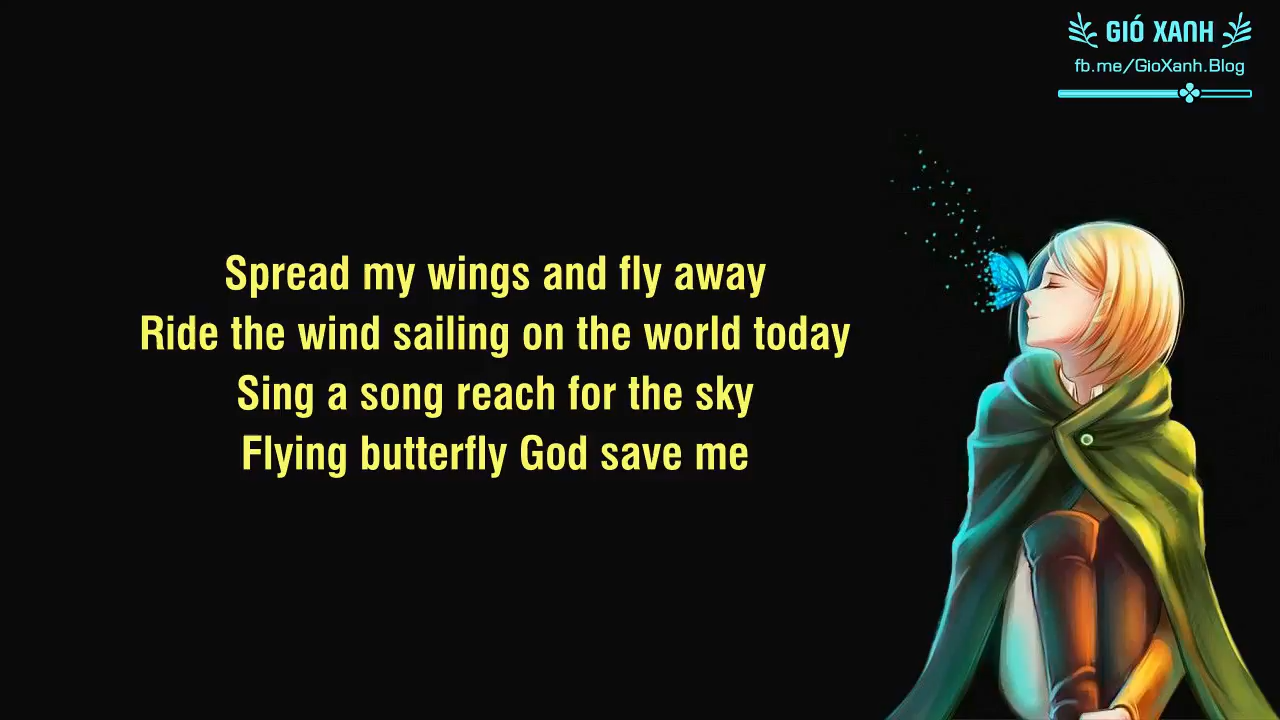 GIÓ XANH
fb.me/GioXanh.Blog
Spread my wings and fly away
Ride the wind sailing on the world today
Sing a song reach for the sky
Flying butterfly God save me